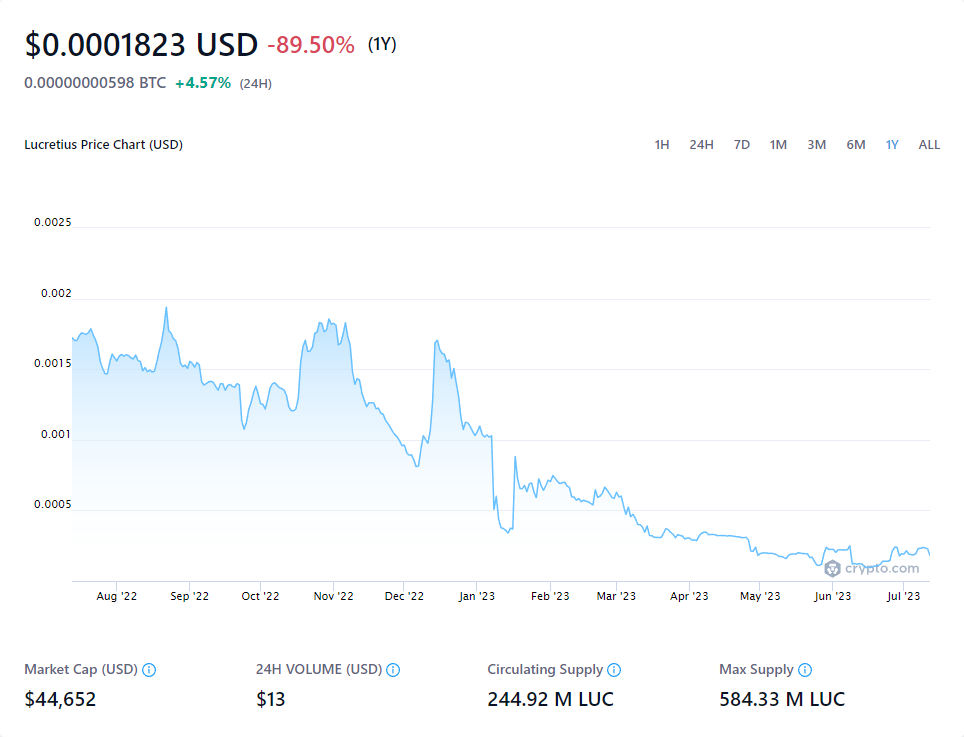 $0.0001823 USD -89.50% (1Y)
0.00000000598 BTC +4.57% (24H)
Lucretius Price Chart (USD) 1H 24H 7D 1M 3M 6M 1Y ALL
0.0025
0.002
0.0015
0.001
0.0005
crypto.com
Aug '22 Sep '22 Oct '22 Nov '22 Dec '22 Jan '23 Feb '23 Mar '23 Apr '23 May '23 Jun '23 Jul '23
Market Cap (USD) 24H VOLUME (USD) Circulating Supply Max Supply
$44,652 $13 244.92 M LUC 584.33 M LUC